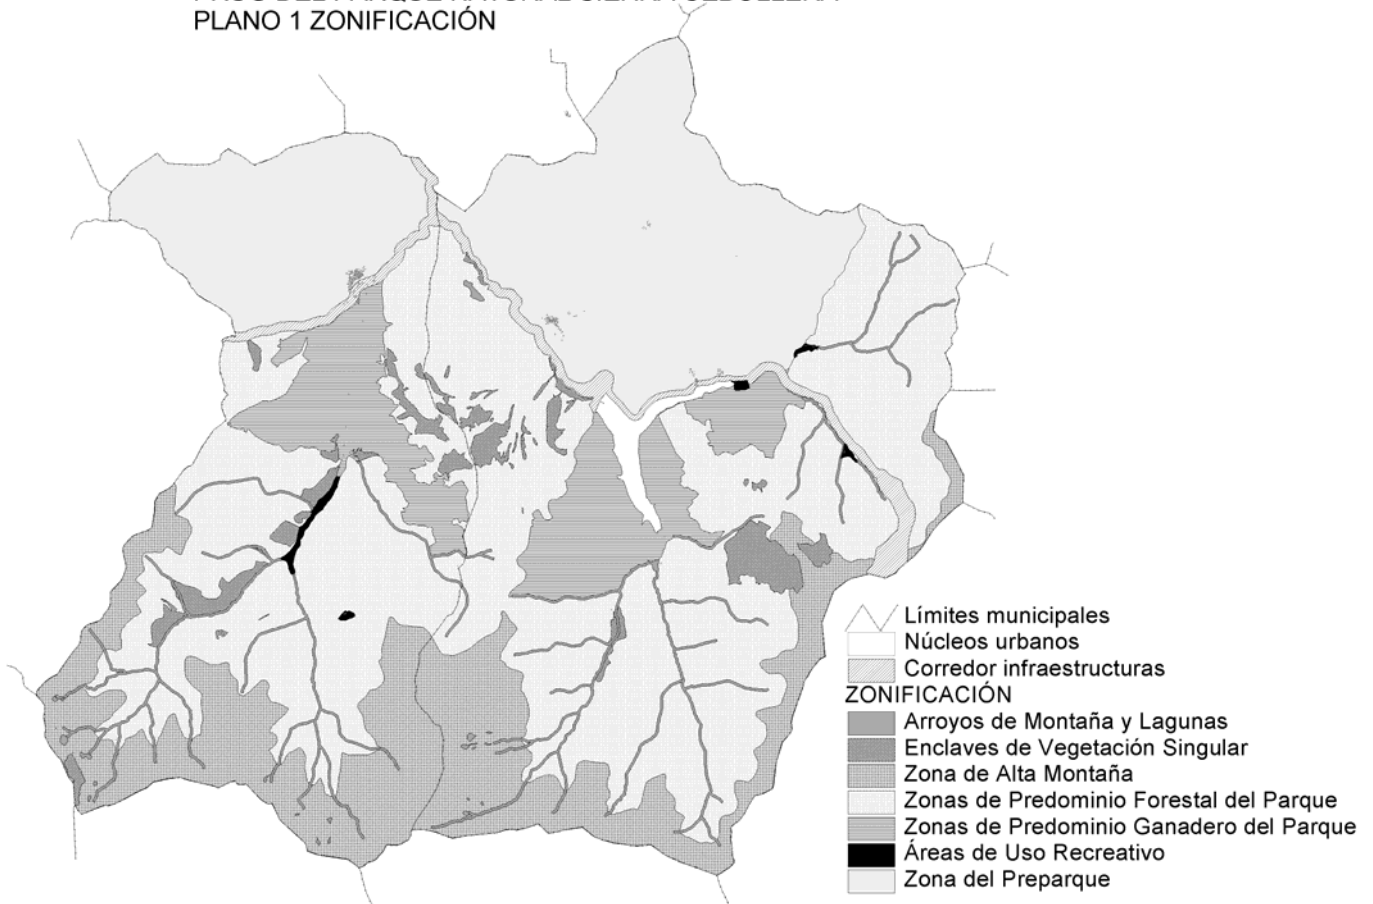 PLANO 1 ZONIFICACIÓN
Límites municipales
Núcleos urbanos
Corredor infraestructuras
ZONIFICACIÓN
Arroyos de Montaña y Lagunas
Enclaves de Vegetación Singular
Zona de Alta Montaña
Zonas de Predominio Forestal del Parque
Zonas de Predominio Ganadero del Parque
Áreas de Uso Recreativo
Zona del Preparque